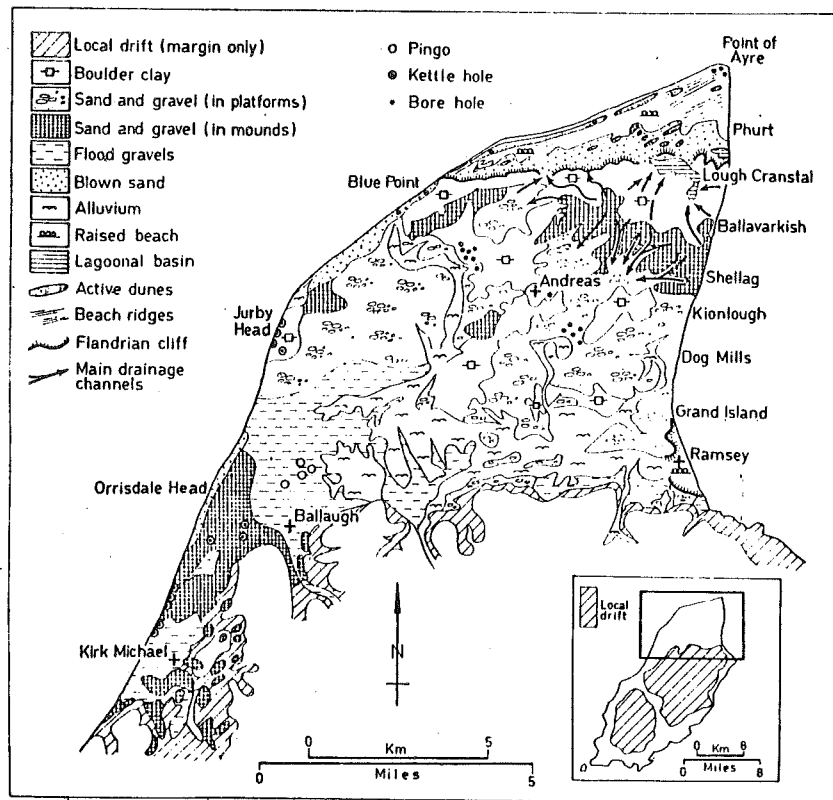 Local drift (margin only)
Boulder clay
Sand and gravel (in platforms)
Sand and gravel (in mounds)
Flood gravels
Blown sand
Alluvium
Raised beach
Lagoonal basin
Active dunes
Beach ridges
Flandrian cliff
Main drainage
channels
Pingo
Kettle hole
Bore hole
Point of
Ayre
Phurt
Lough Cranstal
Blue Point
Ballavarkish
Andreas
Shellag
Jurby
Head
Kionlough
Dog Mills
Grand Island
Ramsey
Orrisdale Head
Ballaugh
Kirk Michael
N
Km
0 5
Miles
0 5
Local
drift
Km
0 8
Miles
0 8